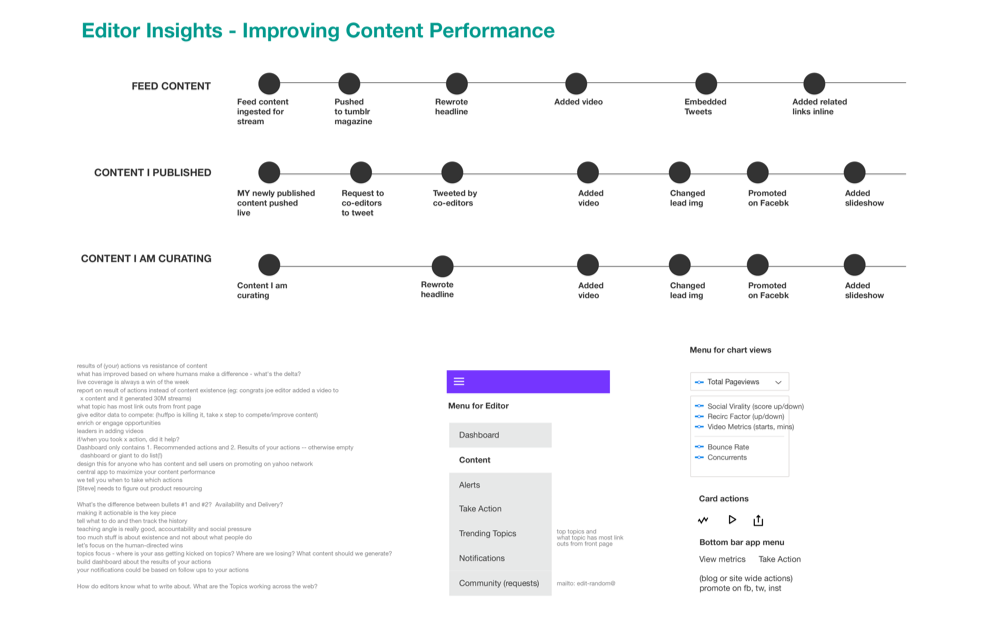 Editor Insights - Improving Content Performance
FEED CONTENT
Feed content
ingested for
stream
Pushed
to tumblr
magazine
Rewrote
headline
Added video
Embedded
Tweets
Added related
links inline
CONTENT I PUBLISHED
MY newly published
content pushed
live
Request to
co-editors
to tweet
Tweeted by
co-editors
Added
video
Changed
lead img
Promoted
on Facebk
Added
slideshow
CONTENT I AM CURATING
Content I am
curating
Rewrote
headline
Added
video
Changed
lead img
Promoted
on Facebk
Added
slideshow
results of (your) actions vs resistance of content
what has improved based on where humans make a difference - what's the delta?
live coverage is always a win of the week
report on result of actions instead of content existence (eg: congrats joe editor added a video to
x content and it generated 30M streams)
what topic has most link outs from front page
give editor data to compete: (huffpo is killing it, take x step to compete/improve content)
enrich or engage opportunities
leaders in adding videos
if/when you took x action, did it help?
Dashboard only contains 1. Recommended actions and 2. Results of your actions -- otherwise empty
dashboard or giant to do list(!)
design this for anyone who has content and sell users on promoting on yahoo network
central app to maximize your content performance
we tell you when to take which actions
[Steve] needs to figure out product resourcing
What's the difference between bullets #1 and #2? Availability and Delivery?
making it actionable is the key piece
tell what to do and then track the history
teaching angle is really good, accountability and social pressure
too much stuff is about existence and not about what people do
let's focus on the human-directed wins
topics focus - where is your ass getting kicked on topics? Where are we losing? What content should we generate?
build dashboard about the results of your actions
your notifications could be based on follow ups to your actions
How do editors know what to write about. What are the Topics working across the web?
Menu for Editor
Dashboard
Content
Alerts
Take Action
Trending Topics
top topics and
what topic has most link
outs from front page
Notifications
Community (requests)
mailto: edit-random@
Menu for chart views
Total Pageviews
Social Virality (score up/down)
Recirc Factor (up/down)
Video Metrics (starts, mins)
Bounce Rate
Concurrents
Card actions
Bottom bar app menu
View metrics
Take Action
(blog or site wide actions)
promote on fb, tw, inst